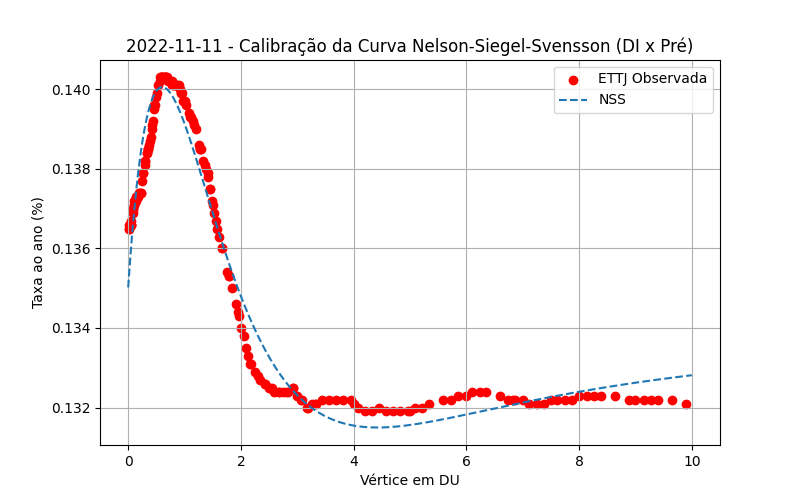 2022-11-11 - Calibração da Curva Nelson-Siegel-Svensson (DI x Pré)
ETTJ Observada
NSS
Taxa ao ano (%)
0.140
0.138
0.136
0.134
0.132
0 2 4 6 8 10
Vértice em DU